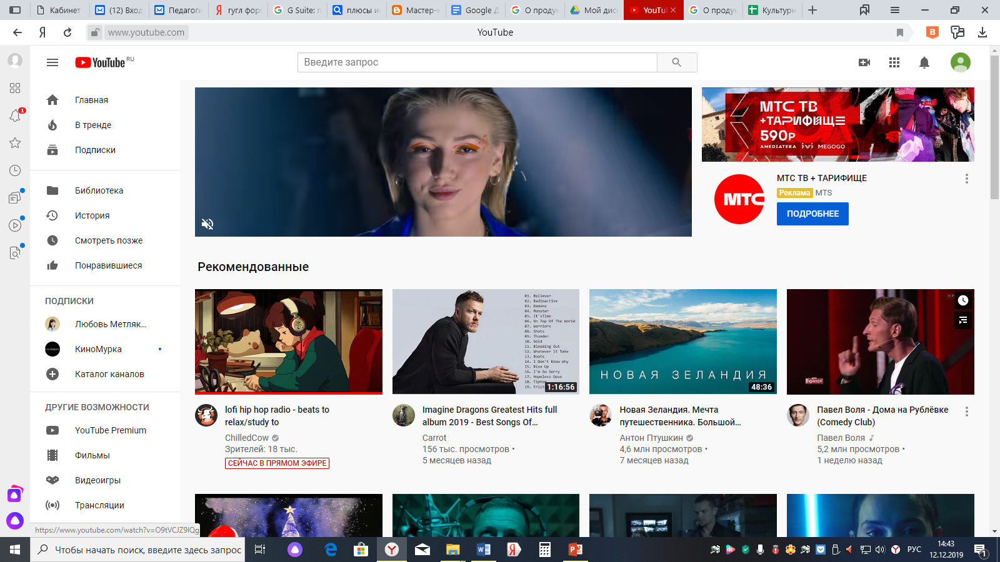 Кабинет
(12) Вход
Педагоги
гугл фор
G Suite: г
плюсы ис
Мастер-к
Google Д
О продук
Мой дис
YouTu
О продук
Культурн
www.youtube.com
YouTube
YouTube RU
Введите запрос
Главная
В тренде
Подписки
Библиотека
История
Смотреть позже
Понравившиеся
ПОДПИСКИ
Любовь Метляк...
КиноМурка
Каталог каналов
ДРУГИЕ ВОЗМОЖНОСТИ
YouTube Premium
Фильмы
Видеоигры
Трансляции
МТС ТВ
+ТАРИФИЩЕ
590₽
AMEDIATEKA ivi MEGOGO
МТС
МТС ТВ + ТАРИФИЩЕ
Реклама MTS
ПОДРОБНЕЕ
Рекомендованные
01. Believer
02. Radioactive
03. Demons
04. Monster
05. It'sTime
06. On Top Of The World
07. Warriors
08. Shots
09. Thunder
10. Gold
11. Bleeding Out
12. Whatever It Take
13. Roots
14. I Don't Know Why
15. Rise Up
16. I'm So Sorry
17. Hopeless Opus
18. Tiptoe
19. Frict
1:16:56
НОВАЯ ЗЕЛАНДИЯ
48:36
COMEDY
lofi hip hop radio - beats to
relax/study to
ChilledCow
Зрителей: 18 тыс.
СЕЙЧАС В ПРЯМОМ ЭФИРЕ
Imagine Dragons Greatest Hits full
album 2019 - Best Songs Of...
Carrot
156 тыс. просмотров •
5 месяцев назад
Новая Зеландия. Мечта
путешественника. Большой...
Антон Птушкин
4,6 млн просмотров •
7 месяцев назад
Павел Воля - Дома на Рублёвке
(Comedy Club)
Павел Воля
5,2 млн просмотров •
1 неделю назад
https://www.youtube.com/watch?v=O9tVCJZ9IQg
Чтобы начать поиск, введите здесь запрос
РУС
14:43
12.12.2019
1